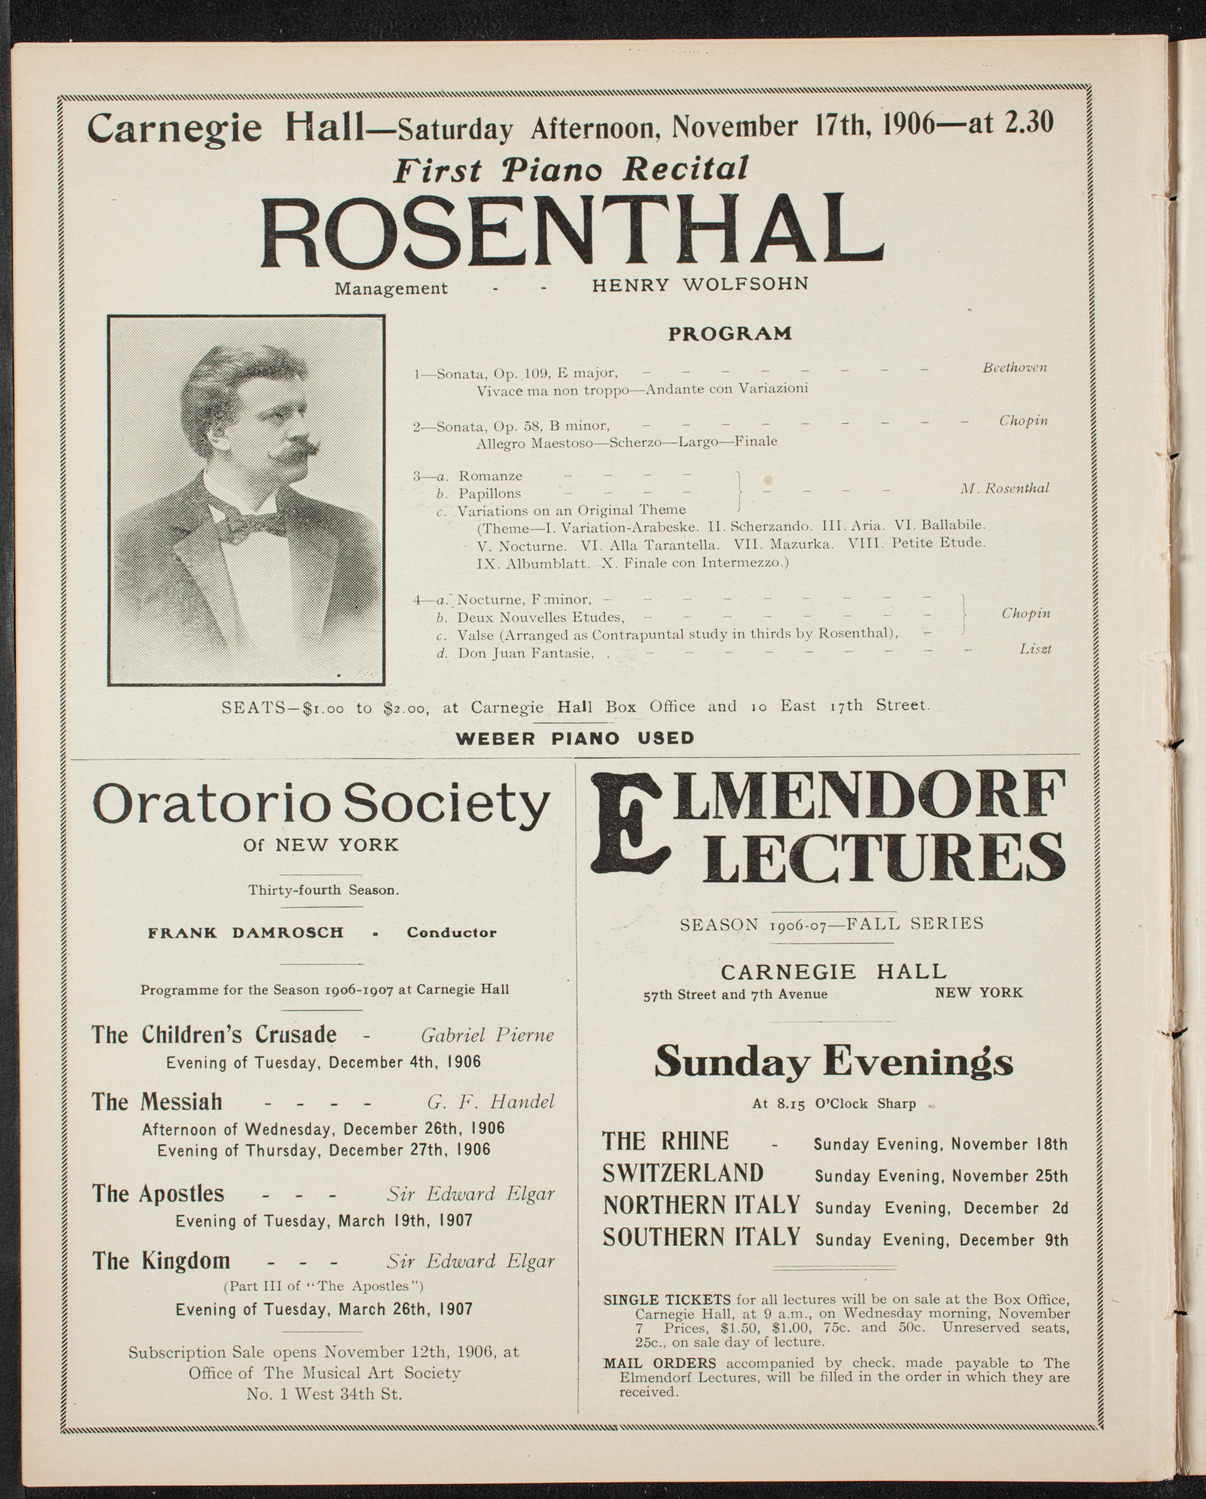 Carnegie Hall—Saturday Afternoon, November 17th, 1906—at 2.30
First Piano Recital
ROSENTHAL
Management - - HENRY WOLFSOHN
PROGRAM
1—Sonata, Op. 109, E major, — — — — — — — — Beethoven
Vivace ma non troppo—Andante con Variazioni
2—Sonata, Op. 58, B minor, — — — — — — — — — Chopin
Allegro Maestoso—Scherzo—Largo—Finale
3—a. Romanze — — — —
b. Papillons — — — — — — — — M. Rosenthal
c. Variations on an Original Theme
(Theme—I. Variation-Arabeske. II. Scherzando. III. Aria. VI. Ballabile.
V. Nocturne. VI. Alla Tarantella. VII. Mazurka. VIII. Petite Etude.
IX. Albumblatt. X. Finale con Intermezzo.)
4—a. Nocturne, F minor, — — — — — — — — —
b. Deux Nouvelles Etudes, — — — — — — — — Chopin
c. Valse (Arranged as Contrapuntal study in thirds by Rosenthal), —
d. Don Juan Fantasie, . — — — — — — — — — Liszt
SEATS—$1.00 to $2.00, at Carnegie Hall Box Office and 10 East 17th Street.
WEBER PIANO USED
Oratorio Society
Of NEW YORK
Thirty-fourth Season.
FRANK DAMROSCH - Conductor
Programme for the Season 1906-1907 at Carnegie Hall
The Children's Crusade - Gabriel Pierne
Evening of Tuesday, December 4th, 1906
The Messiah - - - - G. F. Handel
Afternoon of Wednesday, December 26th, 1906
Evening of Thursday, December 27th, 1906
The Apostles - - - Sir Edward Elgar
Evening of Tuesday, March 19th, 1907
The Kingdom - - - Sir Edward Elgar
(Part III of "The Apostles")
Evening of Tuesday, March 26th, 1907
Subscription Sale opens November 12th, 1906, at
Office of The Musical Art Society
No. 1 West 34th St.
ELMENDORF
LECTURES
SEASON 1906-07—FALL SERIES
CARNEGIE HALL
57th Street and 7th Avenue NEW YORK
Sunday Evenings
At 8.15 O'Clock Sharp
THE RHINE - Sunday Evening, November 18th
SWITZERLAND Sunday Evening, November 25th
NORTHERN ITALY Sunday Evening, December 2d
SOUTHERN ITALY Sunday Evening, December 9th
SINGLE TICKETS for all lectures will be on sale at the Box Office,
Carnegie Hall, at 9 a.m., on Wednesday morning, November
7 Prices, $1.50, $1.00, 75c. and 50c. Unreserved seats,
25c., on sale day of lecture.
MAIL ORDERS accompanied by check, made payable to The
Elmendorf Lectures, will be filled in the order in which they are
received.